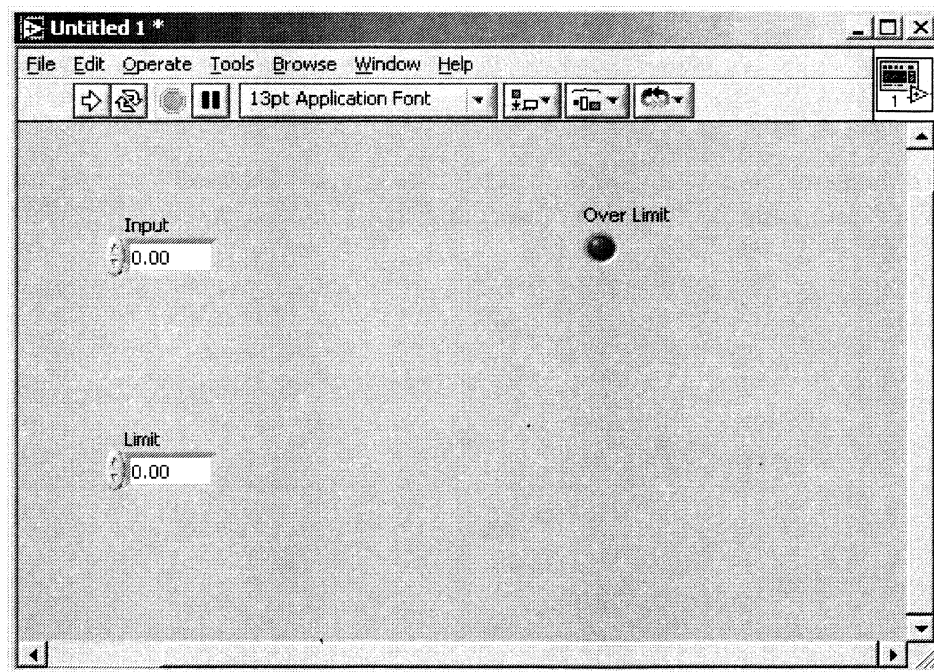 Untitled 1 *
File Edit Operate Tools Browse Window Help
13pt Application Font
1
Input
0.00
Over Limit
Limit
0.00